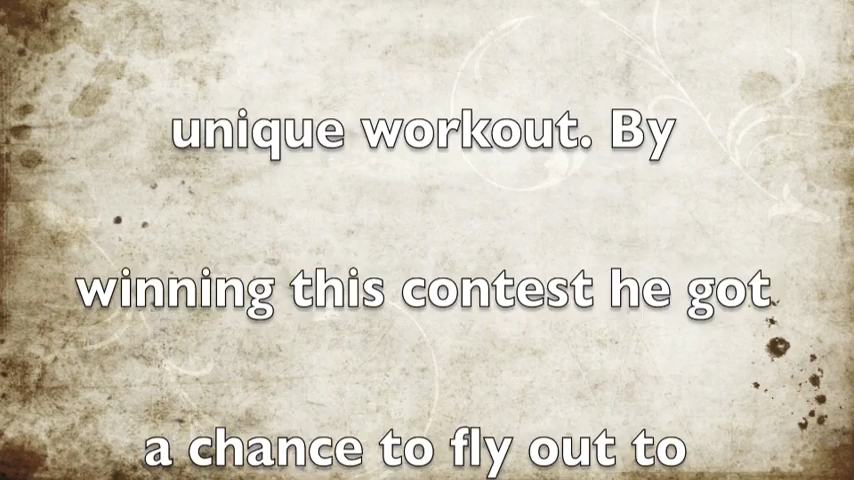 unique workout. By
winning this contest he got
a chance to fly out to